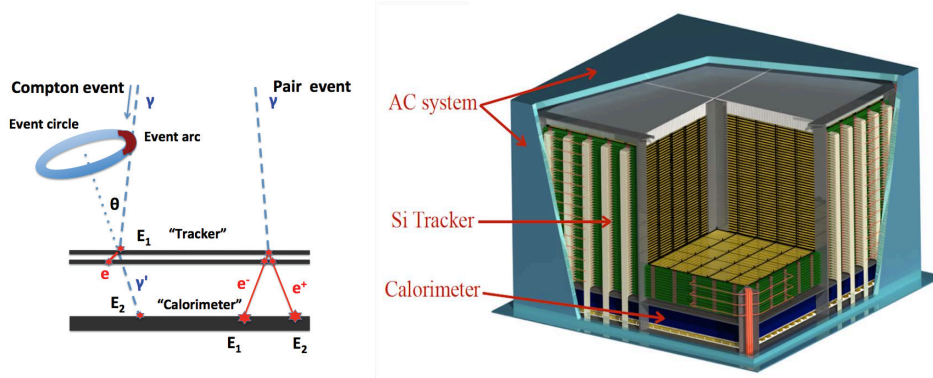 Compton event
Pair event
γ
γ
Event circle
Event arc
θ
E1
"Tracker"
e
γ'
e-
e+
E2
"Calorimeter"
E1
E2
AC system
Si Tracker
Calorimeter